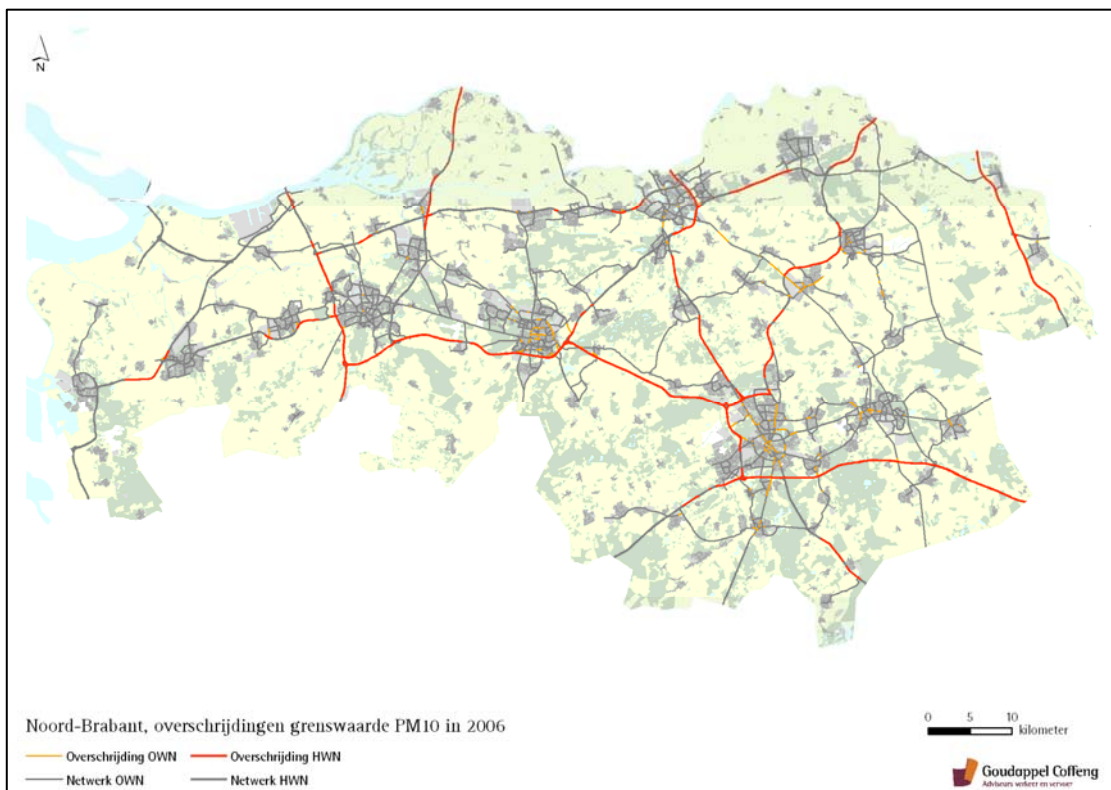 N
Noord-Brabant, overschrijdingen grenswaarde PM10 in 2006
Overschrijding OWN
Overschrijding HWN
Netwerk OWN
Netwerk HWN
0 5 10
kilometer
Goudappel Coffeng
Adviseurs verkeer en vervoer